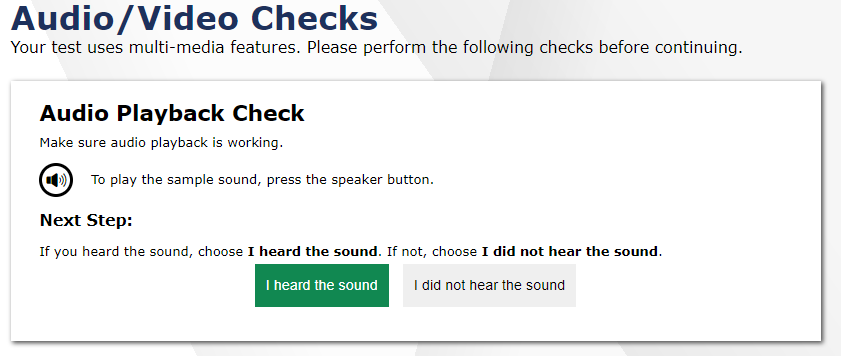 Audio/Video Checks
Your test uses multi-media features. Please perform the following checks before continuing.
Audio Playback Check
Make sure audio playback is working.
To play the sample sound, press the speaker button.
Next Step:
If you heard the sound, choose I heard the sound. If not, choose I did not hear the sound.
I heard the sound
I did not hear the sound